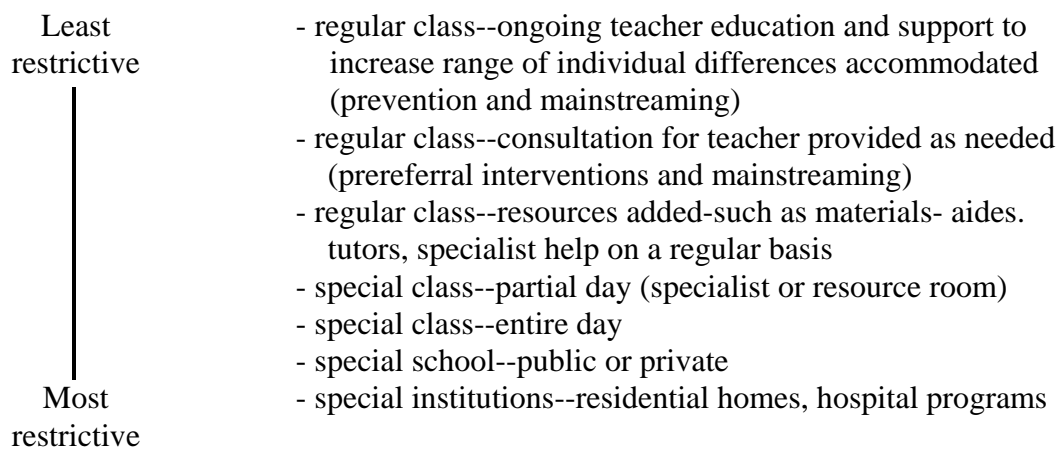 Least
restrictive
- regular class--ongoing teacher education and support to
increase range of individual differences accommodated
(prevention and mainstreaming)
- regular class--consultation for teacher provided as needed
(prereferral interventions and mainstreaming)
- regular class--resources added-such as materials- aides.
tutors, specialist help on a regular basis
- special class--partial day (specialist or resource room)
- special class--entire day
- special school--public or private
Most
restrictive
- special institutions--residential homes, hospital programs